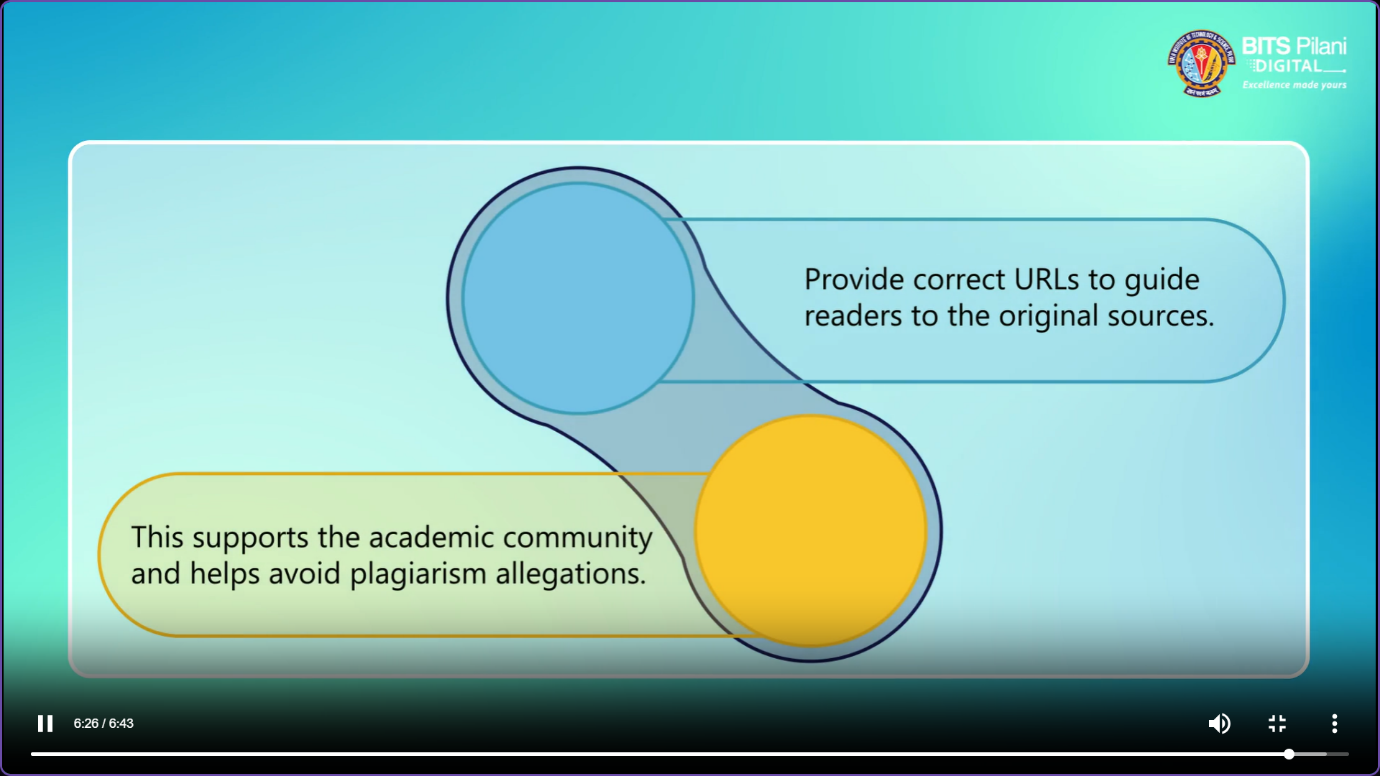 BITS Pilani
DIGITAL
Excellence made yours
Provide correct URLs to guide
readers to the original sources.
This supports the academic community
and helps avoid plagiarism allegations.
6:26 / 6:43